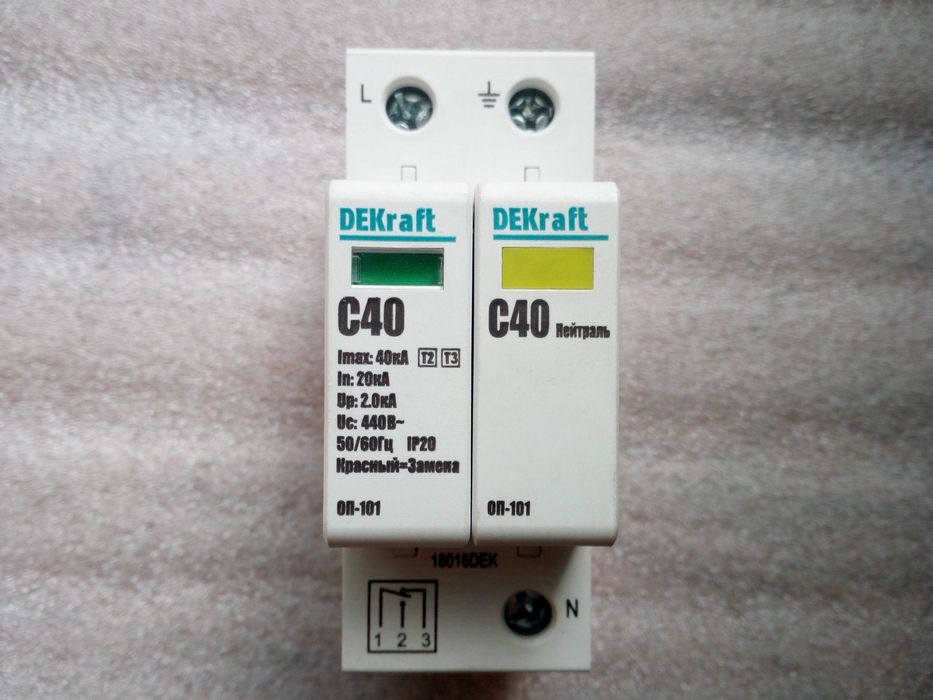 L
DEKraft
C40
Imax: 40кА T2 T3
In: 20кА
Up: 2.0кА
Uc: 440В~
50/60Гц IP20
Красный=Замена
ОП-101
DEKraft
C40 Нейтраль
ОП-101
18016DEK
1 2 3
N